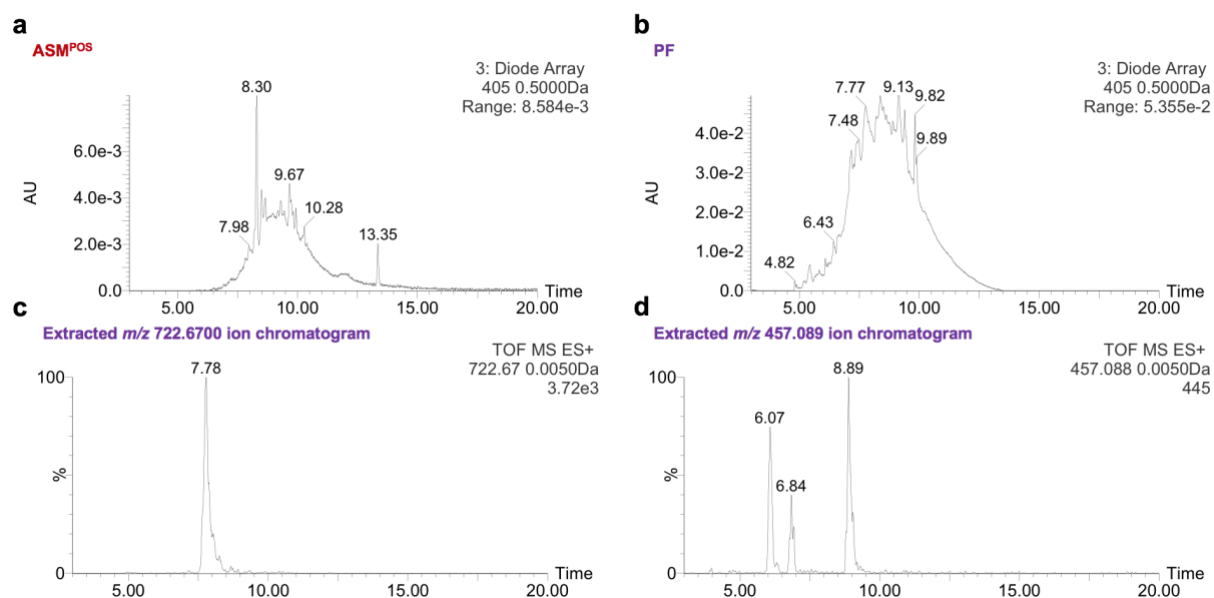 a
ASMPOS
3: Diode Array
405 0.5000Da
Range: 8.584e-3
8.30
9.67
10.28
7.98
13.35
6.0e-3
4.0e-3
2.0e-3
0.0
AU
5.00 10.00 15.00 20.00
Time
b
PF
3: Diode Array
405 0.5000Da
Range: 5.355e-2
7.77
9.13
9.82
7.48
9.89
6.43
4.82
4.0e-2
3.0e-2
2.0e-2
1.0e-2
0.0
AU
5.00 10.00 15.00 20.00
Time
c
Extracted m/z 722.6700 ion chromatogram
TOF MS ES+
722.67 0.0050Da
3.72e3
7.78
100
%
0
5.00 10.00 15.00 20.00
Time
d
Extracted m/z 457.089 ion chromatogram
TOF MS ES+
457.088 0.0050Da
445
8.89
6.07
6.84
100
%
0
5.00 10.00 15.00 20.00
Time